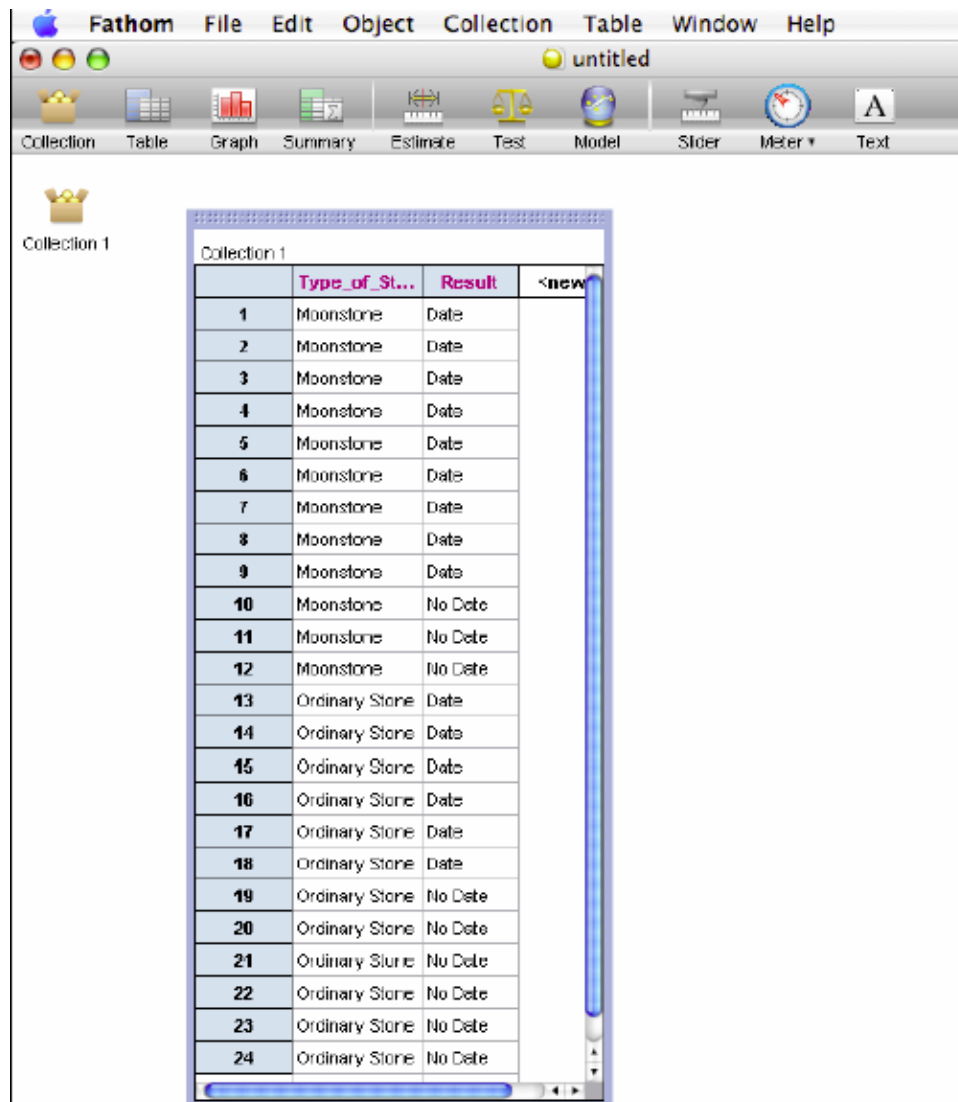 Fathom File Edit Object Collection Table Window Help
untitled
Collection Table Graph Summary Estimate Test Model Slider Meter Text
A
Collection 1
Collection 1
Type_of_St... Result <new
1 Moonstone Date
2 Moonstone Date
3 Moonstone Date
4 Moonstone Date
5 Moonstone Date
6 Moonstone Date
7 Moonstone Date
8 Moonstone Date
9 Moonstone Date
10 Moonstone No Date
11 Moonstone No Date
12 Moonstone No Date
13 Ordinary Stone Date
14 Ordinary Stone Date
15 Ordinary Stone Date
16 Ordinary Stone Date
17 Ordinary Stone Date
18 Ordinary Stone Date
19 Ordinary Stone No Date
20 Ordinary Stone No Date
21 Ordinary Stone No Date
22 Ordinary Stone No Date
23 Ordinary Stone No Date
24 Ordinary Stone No Date